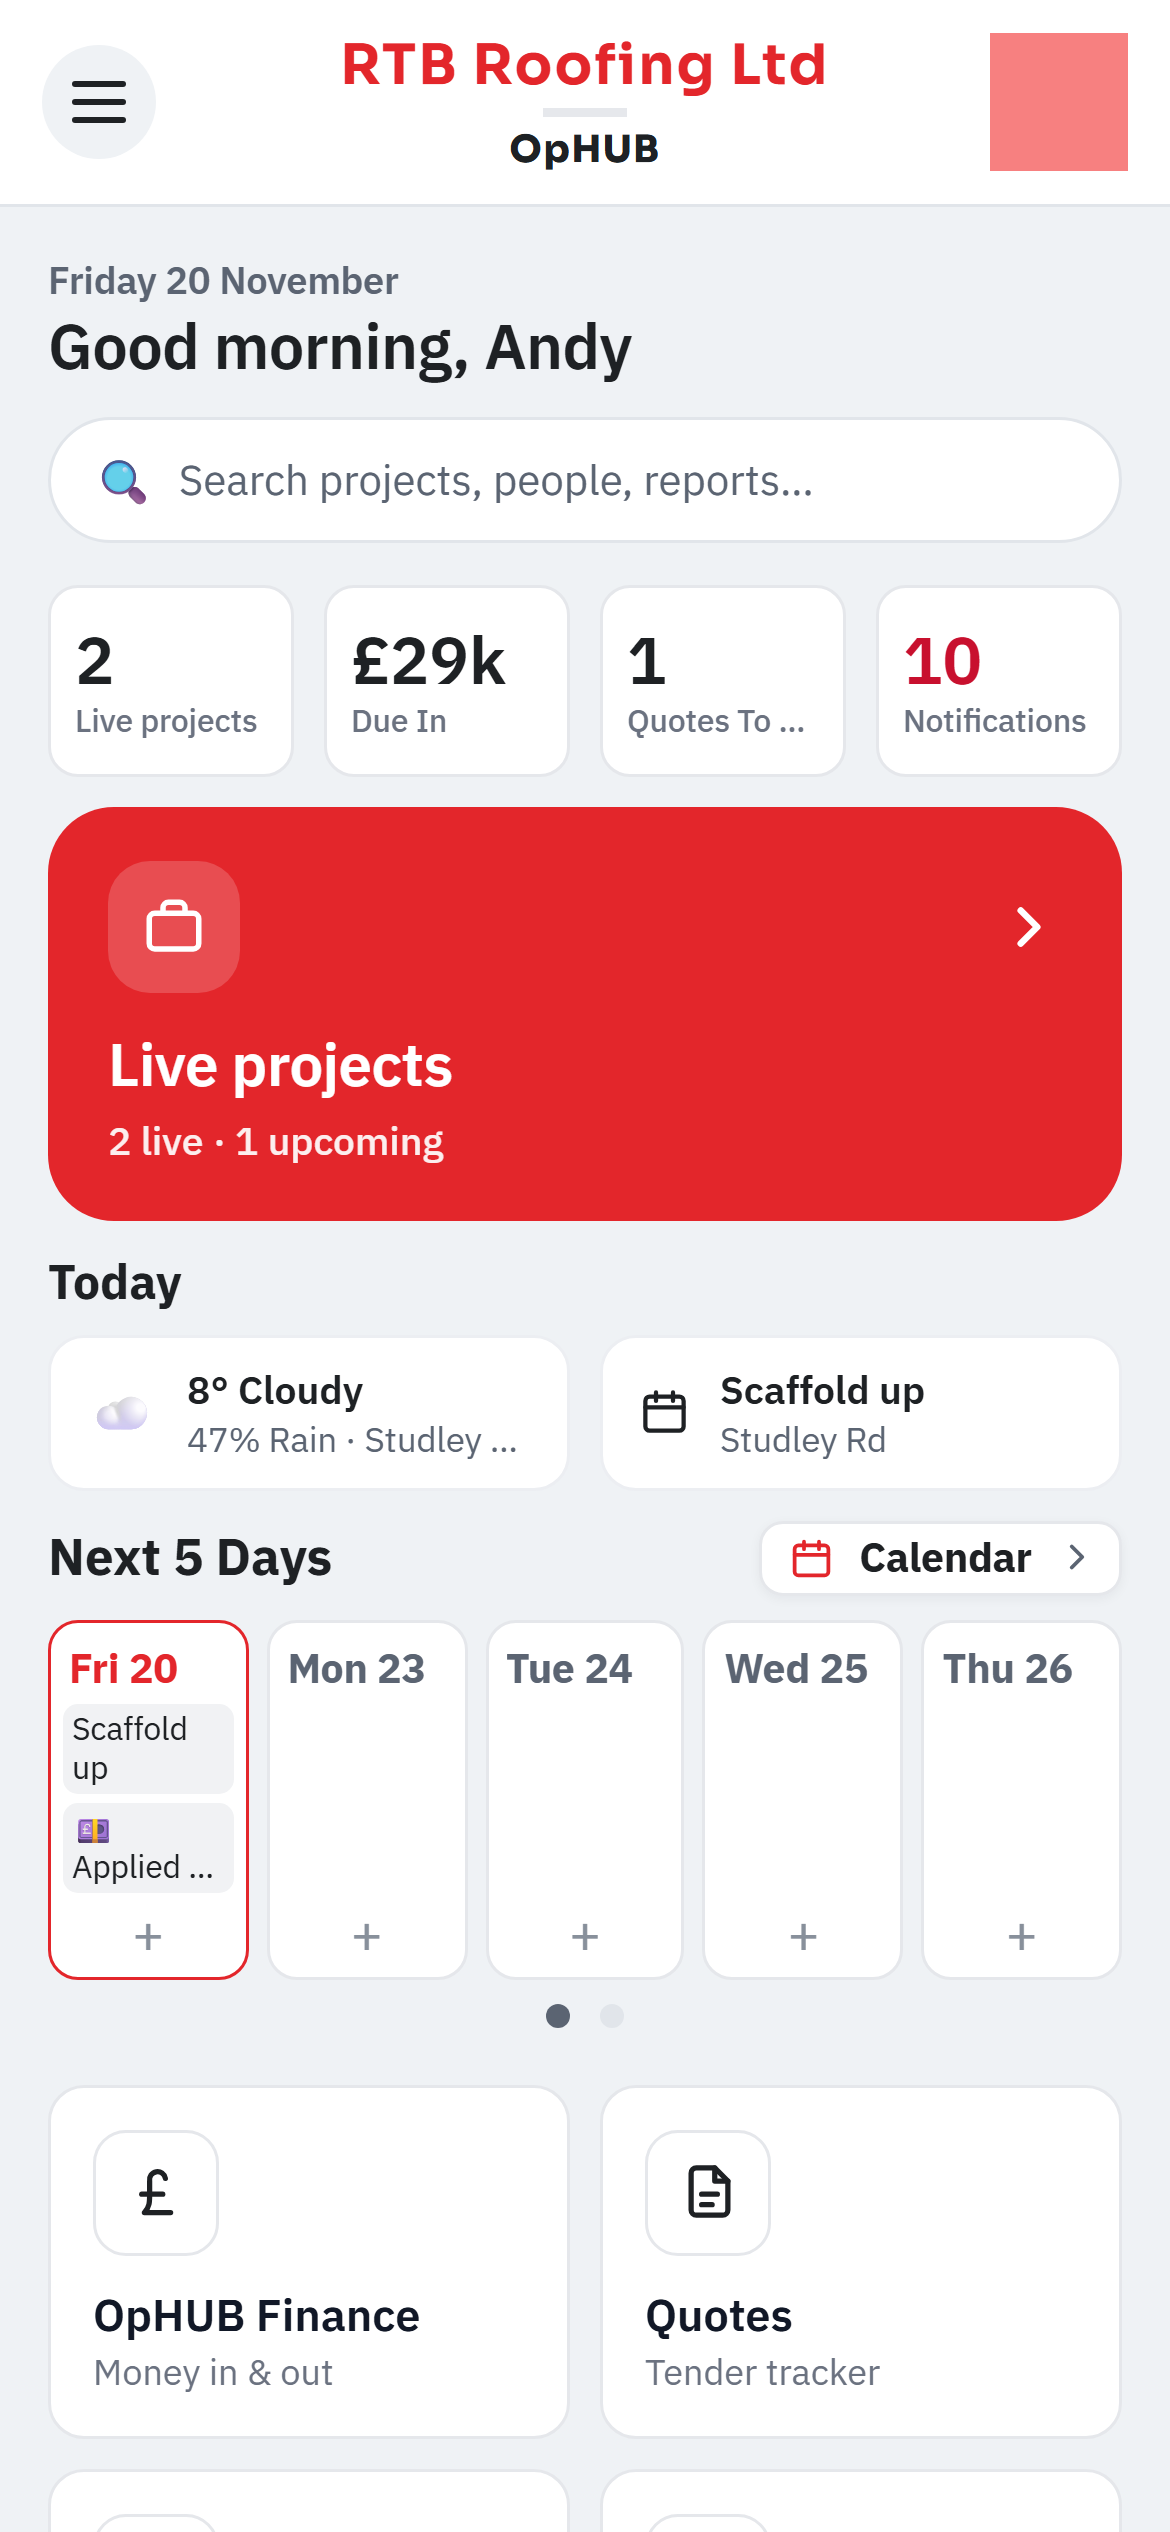 RTB Roofing Ltd
OpHUB
Friday 20 November
Good morning, Andy
Search projects, people, reports...
2
Live projects
£29k
Due In
1
Quotes To ...
10
Notifications
Live projects
2 live · 1 upcoming
Today
8° Cloudy
47% Rain · Studley ...
Scaffold up
Studley Rd
Next 5 Days
Calendar
Fri 20
Scaffold
up
Applied ...
+
Mon 23
+
Tue 24
+
Wed 25
+
Thu 26
+
£
OpHUB Finance
Money in & out
Quotes
Tender tracker